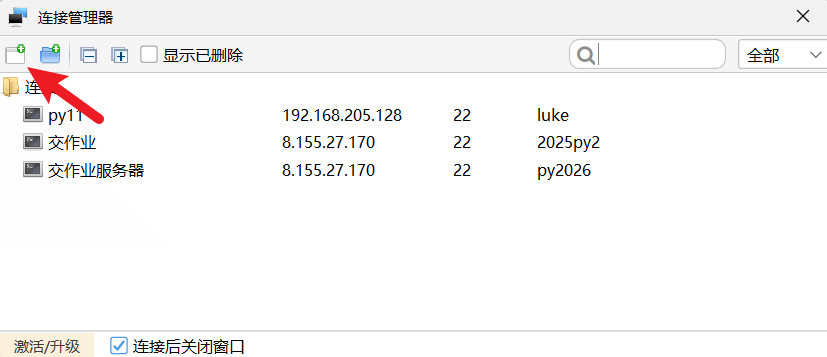 连接管理器
显示已删除
全部
连
py11 192.168.205.128 22 luke
交作业 8.155.27.170 22 2025py2
交作业服务器 8.155.27.170 22 py2026
激活/升级 连接后关闭窗口